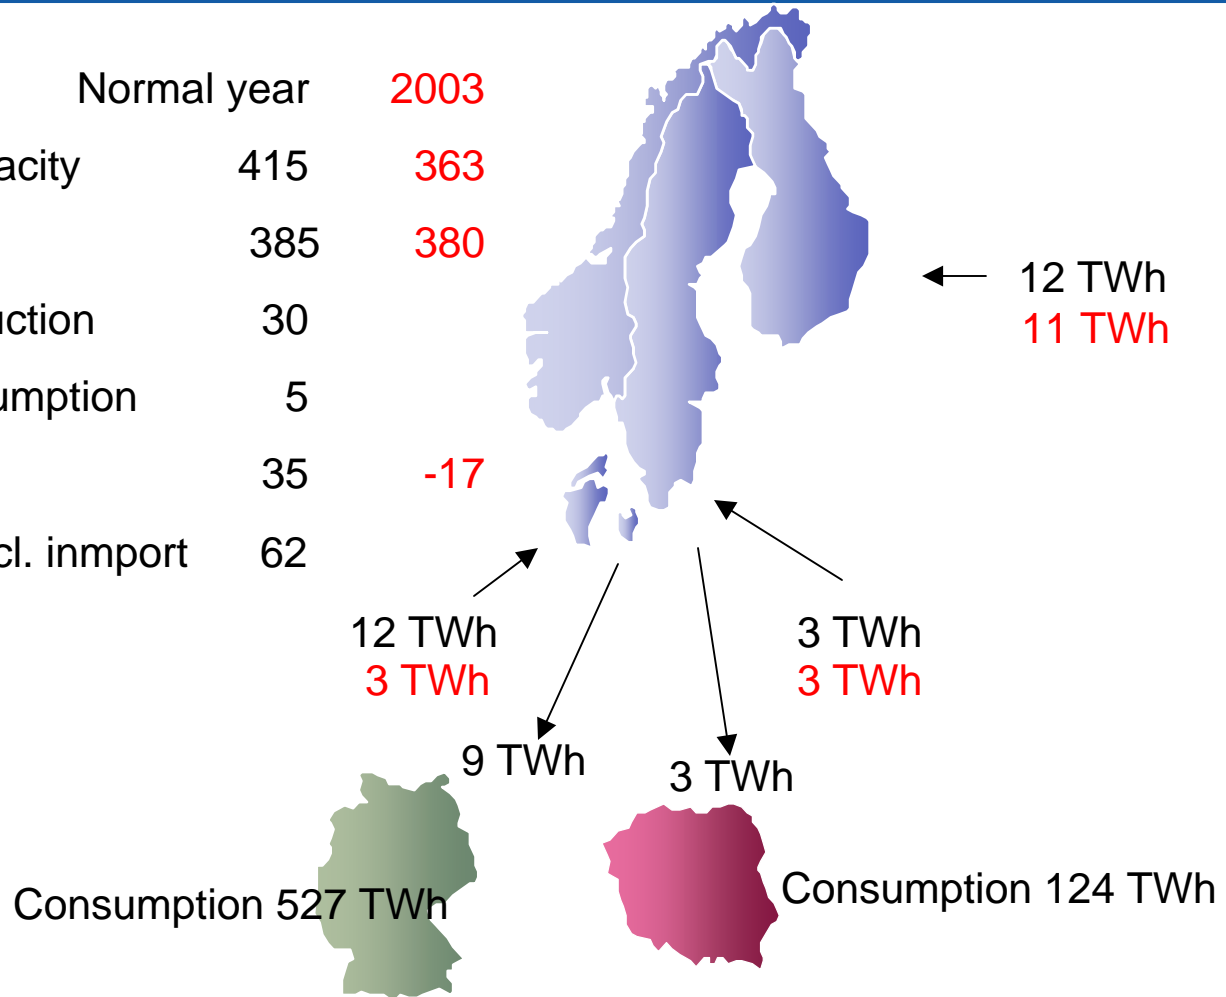 Normal year 2003
acity 415 363
385 380
uction 30
umption 5
35 -17
cl. inmport 62
12 TWh
11 TWh
12 TWh
3 TWh
3 TWh
3 TWh
9 TWh
3 TWh
Consumption 527 TWh
Consumption 124 TWh